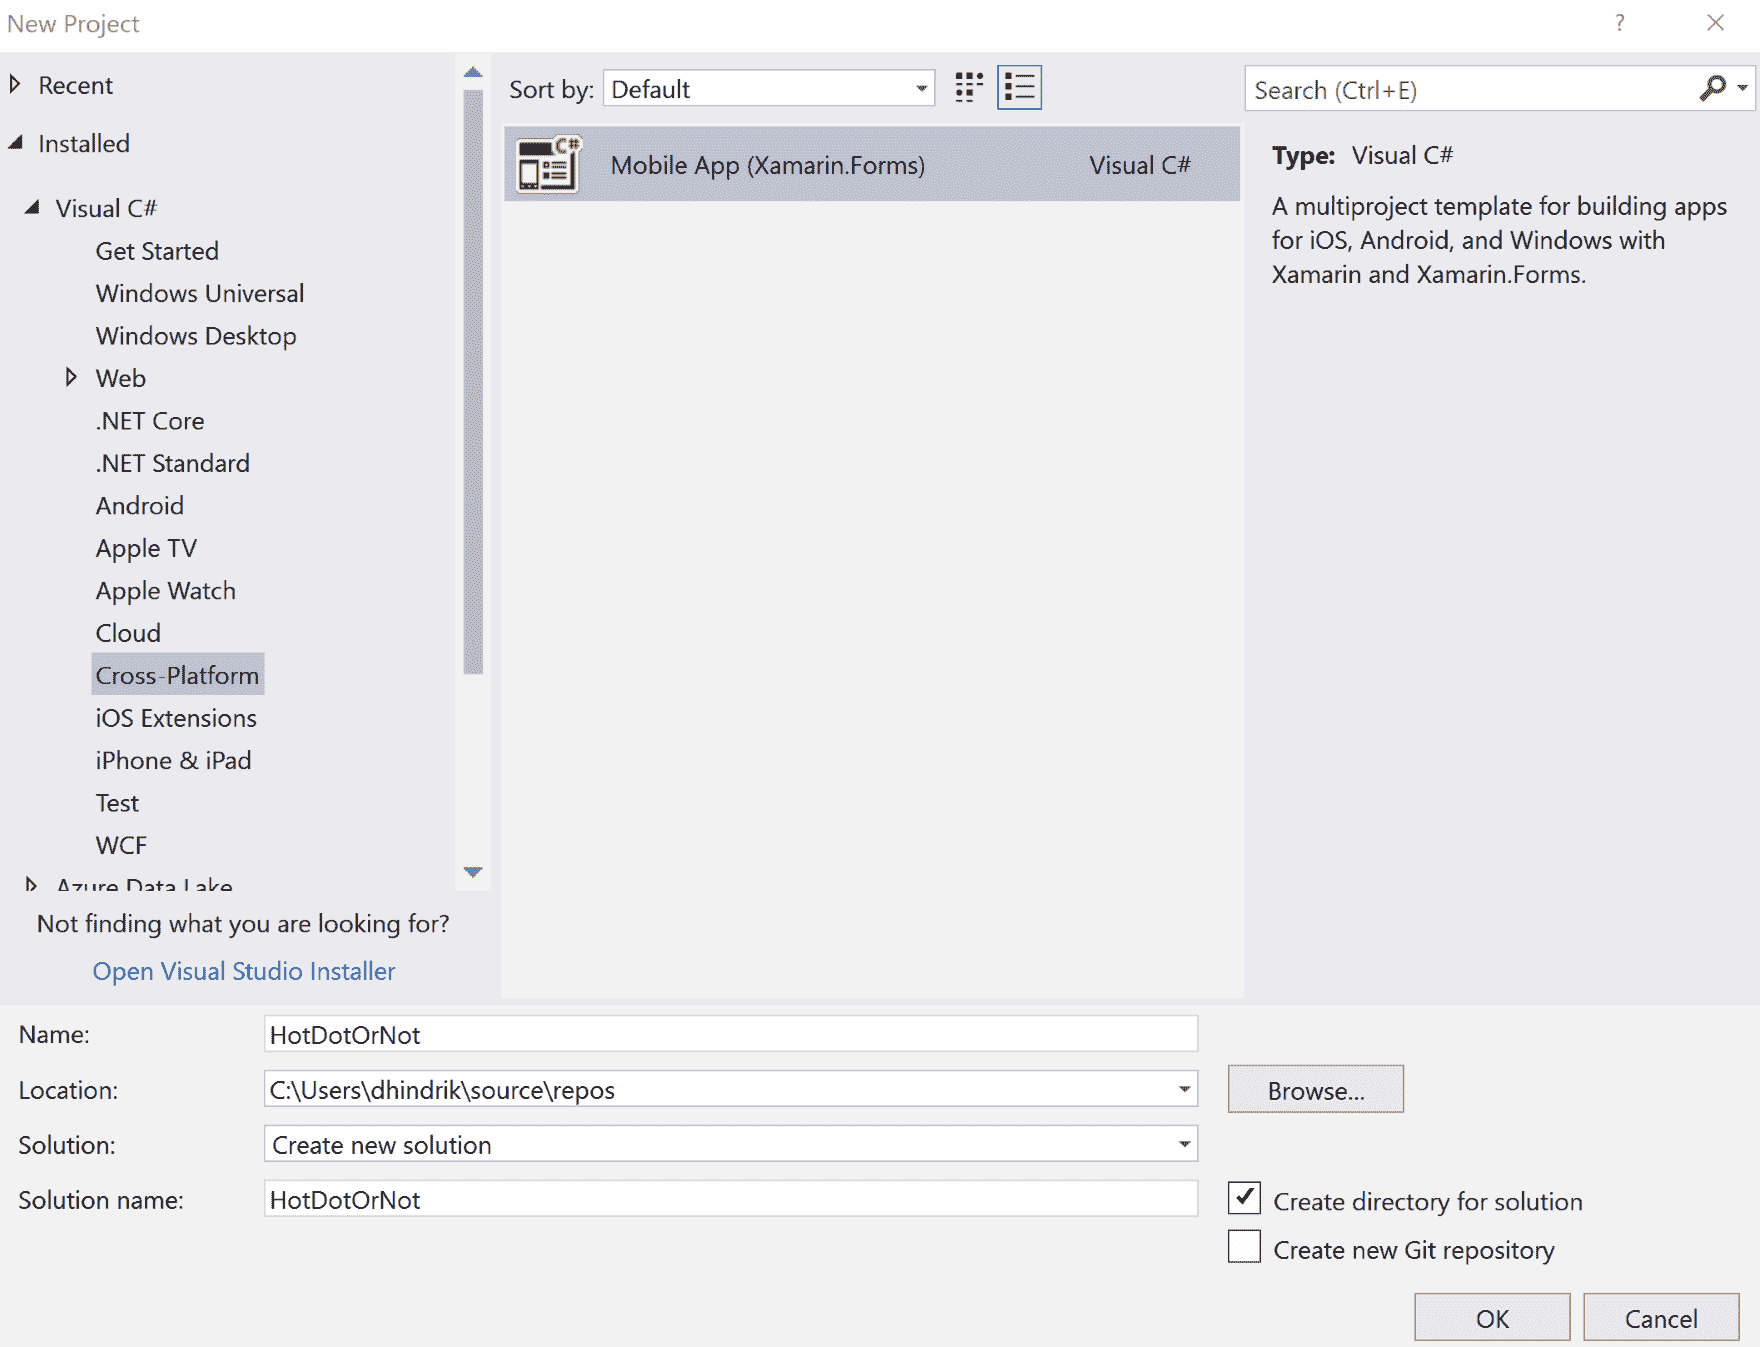 New Project
?
Recent
Installed
Visual C#
Get Started
Windows Universal
Windows Desktop
Web
.NET Core
.NET Standard
Android
Apple TV
Apple Watch
Cloud
Cross-Platform
iOS Extensions
iPhone & iPad
Test
WCF
Azure Data Lake
Not finding what you are looking for?
Open Visual Studio Installer
Sort by: Default
C#
Mobile App (Xamarin.Forms) Visual C#
Search (Ctrl+E)
Type: Visual C#
A multiproject template for building apps
for iOS, Android, and Windows with
Xamarin and Xamarin.Forms.
Name: HotDotOrNot
Location: C:\Users\dhindrik\source\repos
Browse...
Solution: Create new solution
Solution name: HotDotOrNot
Create directory for solution
Create new Git repository
OK
Cancel